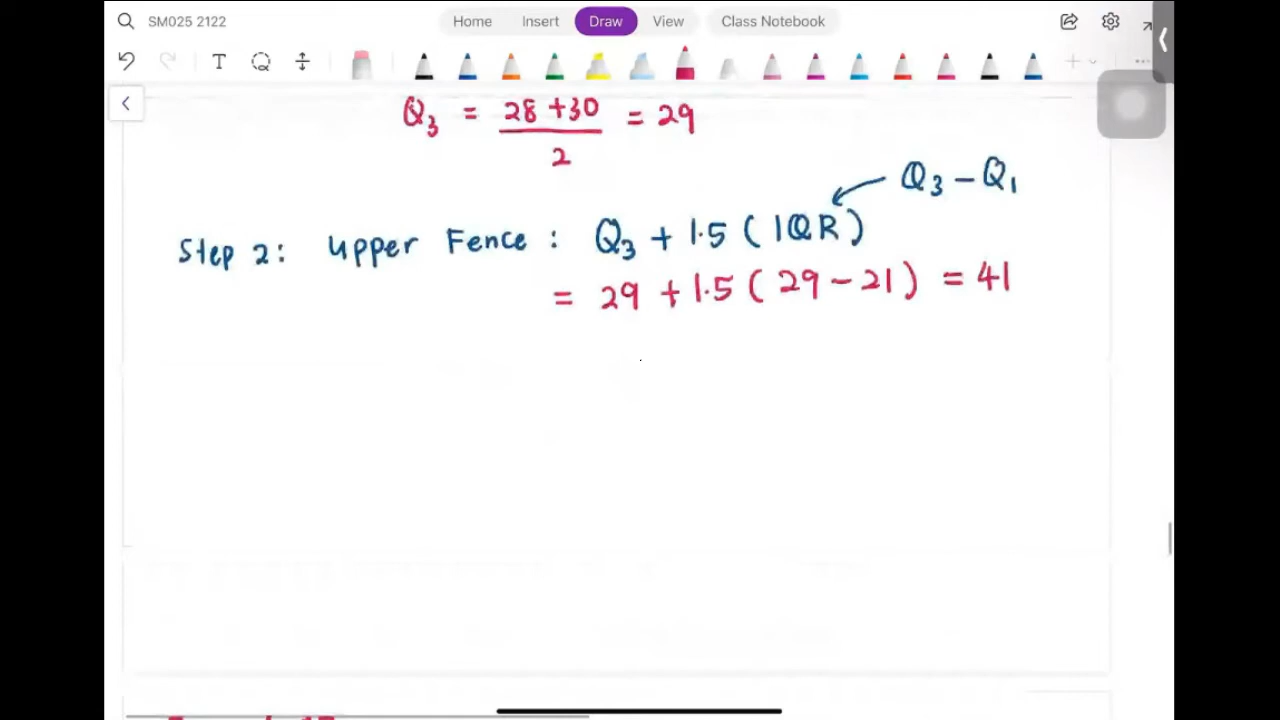 SM025 2122
Home Insert Draw View Class Notebook
T
Q₃ = 28 + 30 / 2 = 29
Q₃ − Q₁
Step 2: Upper Fence : Q₃ + 1.5 ( IQR )
= 29 + 1.5 ( 29 − 21 ) = 41